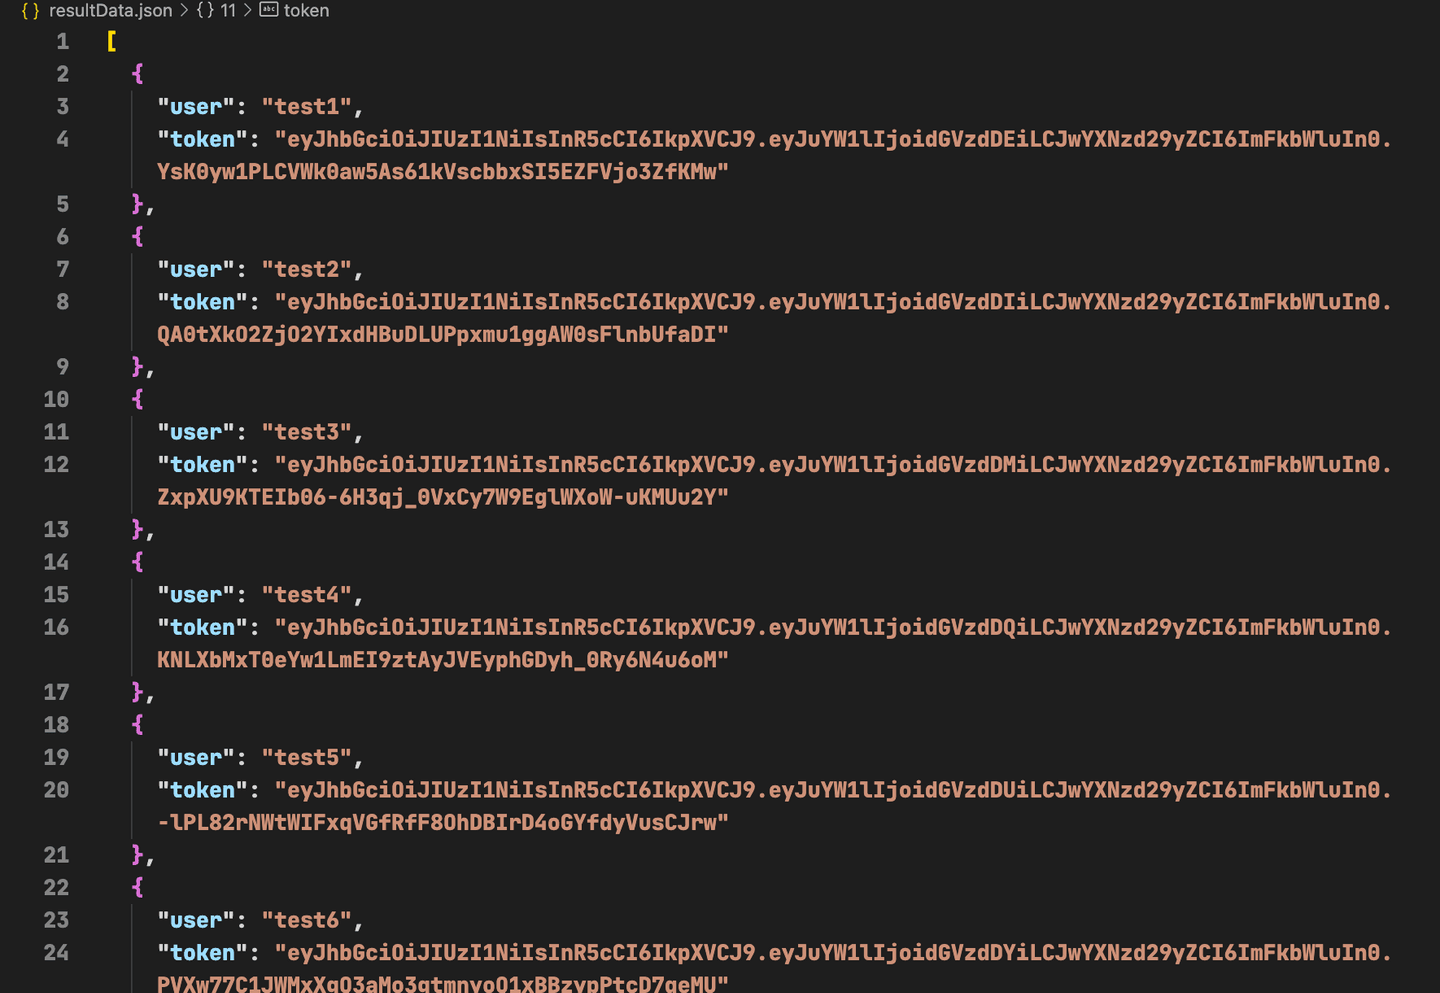 { } resultData.json > { } 11 > abc token
1 [
2 {
3 "user": "test1",
4 "token": "eyJhbGciOiJIUzI1NiIsInR5cCI6IkpXVCJ9.eyJuYW1lIjoidGVzdDEiLCJwYXNzd29yZCI6ImFkbWluIn0.
YsK0yw1PLCVWk0aw5As61kVscbbxSI5EZFVjo3ZfKMw"
5 },
6 {
7 "user": "test2",
8 "token": "eyJhbGciOiJIUzI1NiIsInR5cCI6IkpXVCJ9.eyJuYW1lIjoidGVzdDIiLCJwYXNzd29yZCI6ImFkbWluIn0.
QA0tXkO2ZjO2YIxdHBuDLUPpxmu1ggAW0sFlnbUfaDI"
9 },
10 {
11 "user": "test3",
12 "token": "eyJhbGciOiJIUzI1NiIsInR5cCI6IkpXVCJ9.eyJuYW1lIjoidGVzdDMiLCJwYXNzd29yZCI6ImFkbWluIn0.
ZxpXU9KTEIb06-6H3qj_0VxCy7W9EglWXoW-uKMUu2Y"
13 },
14 {
15 "user": "test4",
16 "token": "eyJhbGciOiJIUzI1NiIsInR5cCI6IkpXVCJ9.eyJuYW1lIjoidGVzdDQiLCJwYXNzd29yZCI6ImFkbWluIn0.
KNLXbMxT0eYw1LmEI9ztAyJVEyphGDyh_0Ry6N4u6oM"
17 },
18 {
19 "user": "test5",
20 "token": "eyJhbGciOiJIUzI1NiIsInR5cCI6IkpXVCJ9.eyJuYW1lIjoidGVzdDUiLCJwYXNzd29yZCI6ImFkbWluIn0.
-lPL82rNWtWIFxqVGfRfF8OhDBIrD4oGYfdyVusCJrw"
21 },
22 {
23 "user": "test6",
24 "token": "eyJhbGciOiJIUzI1NiIsInR5cCI6IkpXVCJ9.eyJuYW1lIjoidGVzdDYiLCJwYXNzd29yZCI6ImFkbWluIn0.